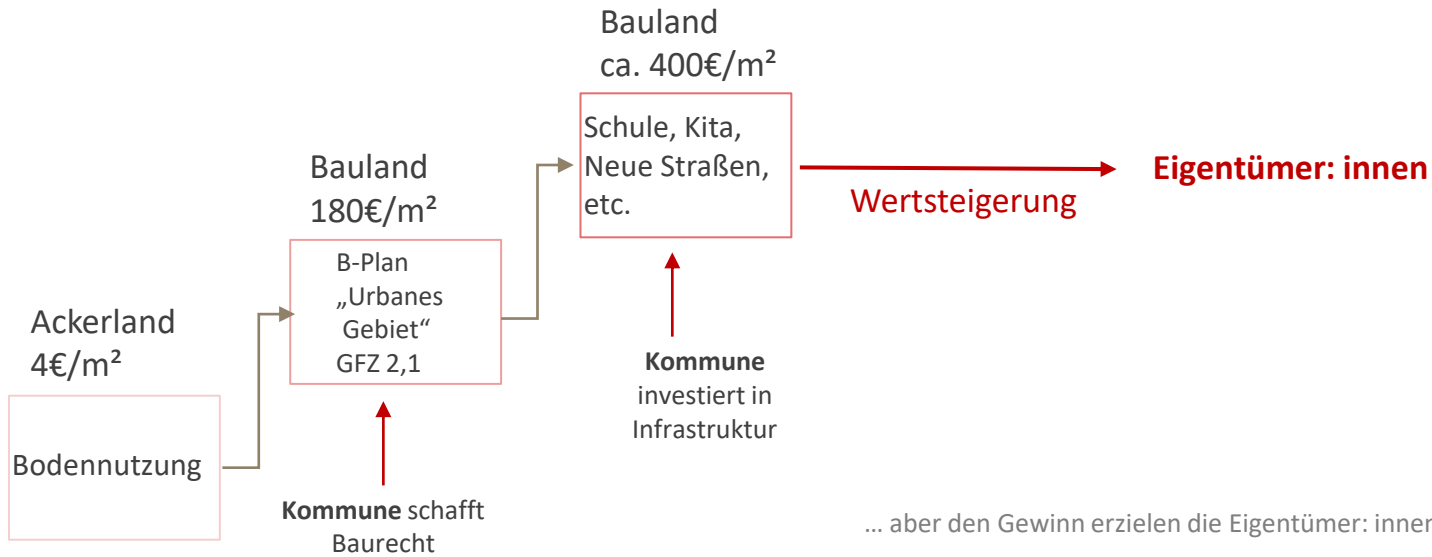 Bauland
ca. 400€/m²
Schule, Kita,
Neue Straßen,
etc.
Eigentümer: innen
Wertsteigerung
Bauland
180€/m²
B-Plan
„Urbanes
Gebiet“
GFZ 2,1
Ackerland
4€/m²
Bodennutzung
Kommune
investiert in
Infrastruktur
Kommune schafft
Baurecht
... aber den Gewinn erzielen die Eigentümer: inner